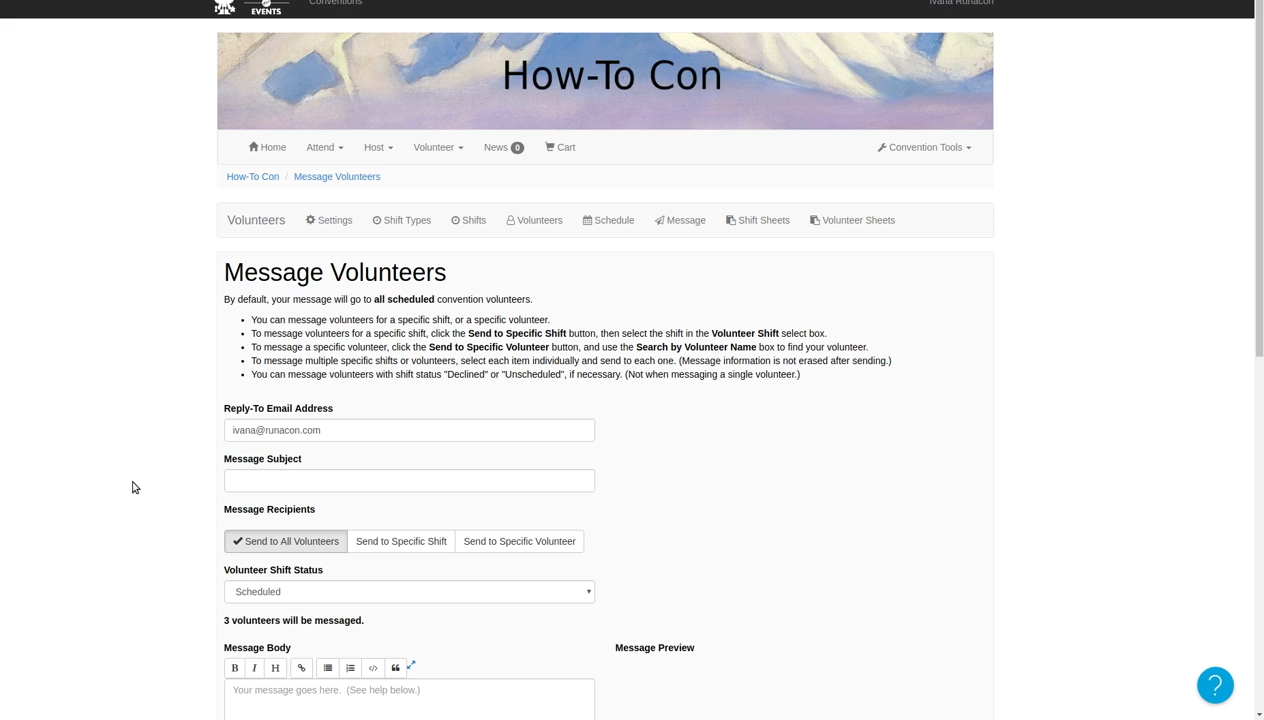 EVENTS
Conventions
Ivana Runacon
How-To Con
Home
Attend
Host
Volunteer
News 0
Cart
Convention Tools
How-To Con / Message Volunteers
Volunteers
Settings
Shift Types
Shifts
Volunteers
Schedule
Message
Shift Sheets
Volunteer Sheets
Message Volunteers
By default, your message will go to all scheduled convention volunteers.
• You can message volunteers for a specific shift, or a specific volunteer.
• To message volunteers for a specific shift, click the Send to Specific Shift button, then select the shift in the Volunteer Shift select box.
• To message a specific volunteer, click the Send to Specific Volunteer button, and use the Search by Volunteer Name box to find your volunteer.
• To message multiple specific shifts or volunteers, select each item individually and send to each one. (Message information is not erased after sending.)
• You can message volunteers with shift status "Declined" or "Unscheduled", if necessary. (Not when messaging a single volunteer.)
Reply-To Email Address
ivana@runacon.com
Message Subject
Message Recipients
Send to All Volunteers
Send to Specific Shift
Send to Specific Volunteer
Volunteer Shift Status
Scheduled
3 volunteers will be messaged.
Message Body
Message Preview
B I H
Your message goes here. (See help below.)
?